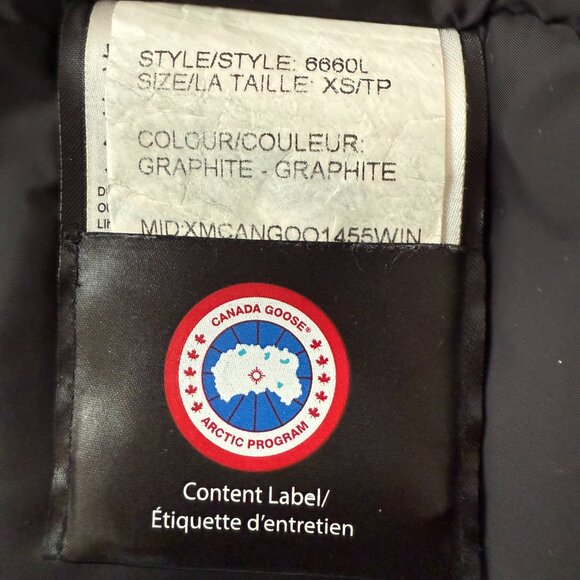 STYLE/STYLE: 6660L
SIZE/LA TAILLE: XS/TP
COLOUR/COULEUR:
GRAPHITE - GRAPHITE
MID:XMCANGOO1455WIN
CANADA GOOSE®
ARCTIC PROGRAM
Content Label/
Étiquette d'entretien